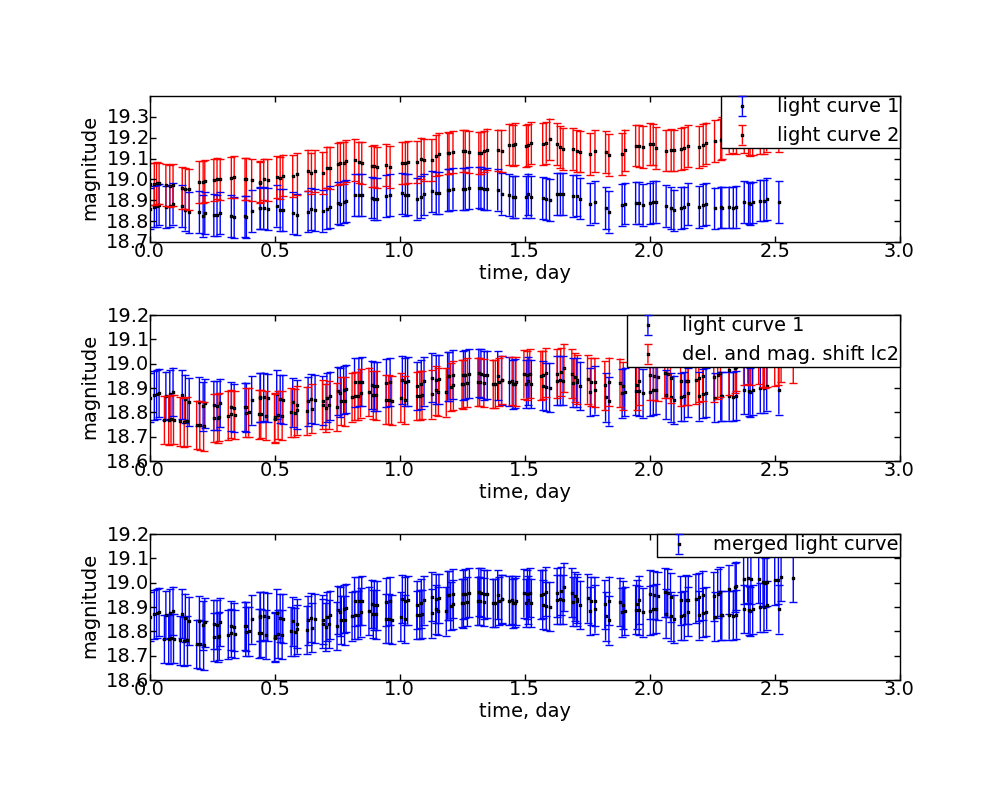 19.3
19.2
19.1
19.0
18.9
18.8
18.7
magnitude
light curve 1
light curve 2
0.0 0.5 1.0 1.5 2.0 2.5 3.0
time, day
19.2
19.1
19.0
18.9
18.8
18.7
18.6
magnitude
light curve 1
del. and mag. shift lc2
0.0 0.5 1.0 1.5 2.0 2.5 3.0
time, day
19.2
19.1
19.0
18.9
18.8
18.7
18.6
magnitude
merged light curve
0.0 0.5 1.0 1.5 2.0 2.5 3.0
time, day